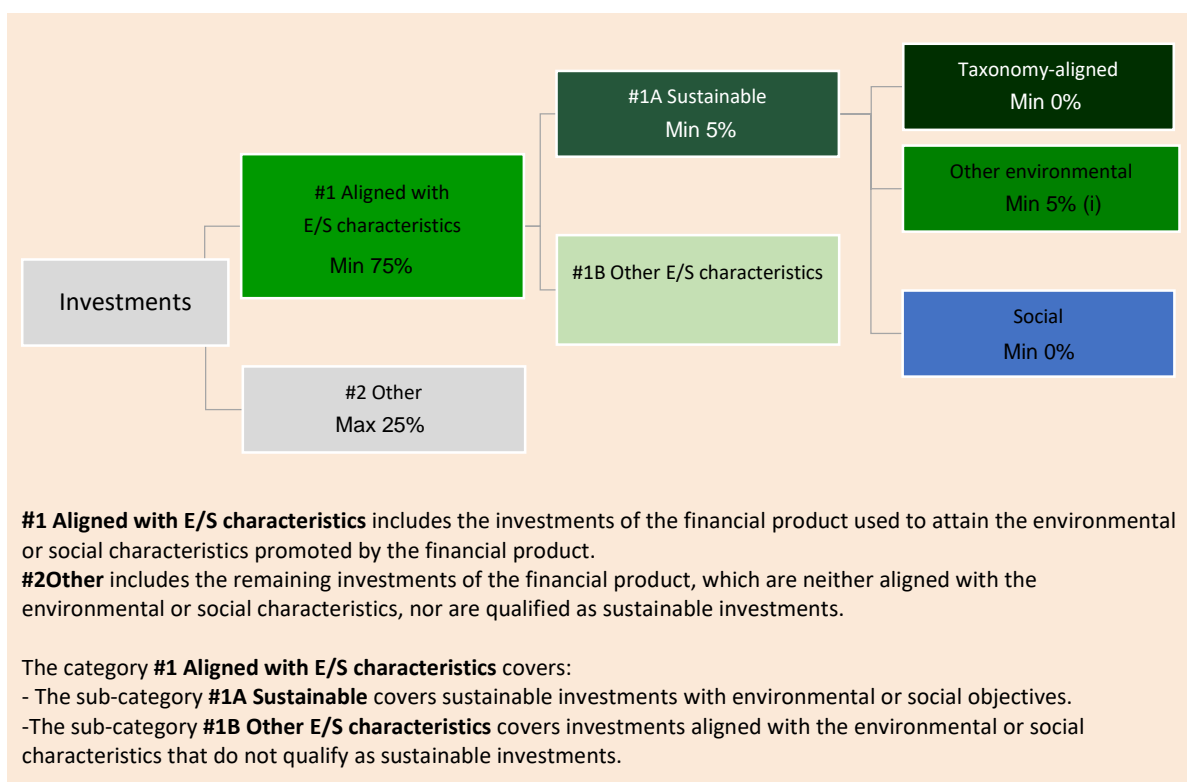 Investments
#1 Aligned with
E/S characteristics
Min 75%
#2 Other
Max 25%
#1A Sustainable
Min 5%
#1B Other E/S characteristics
Taxonomy-aligned
Min 0%
Other environmental
Min 5% (i)
Social
Min 0%
#1 Aligned with E/S characteristics includes the investments of the financial product used to attain the environmental
or social characteristics promoted by the financial product.
#2Other includes the remaining investments of the financial product, which are neither aligned with the
environmental or social characteristics, nor are qualified as sustainable investments.
The category #1 Aligned with E/S characteristics covers:
- The sub-category #1A Sustainable covers sustainable investments with environmental or social objectives.
-The sub-category #1B Other E/S characteristics covers investments aligned with the environmental or social
characteristics that do not qualify as sustainable investments.